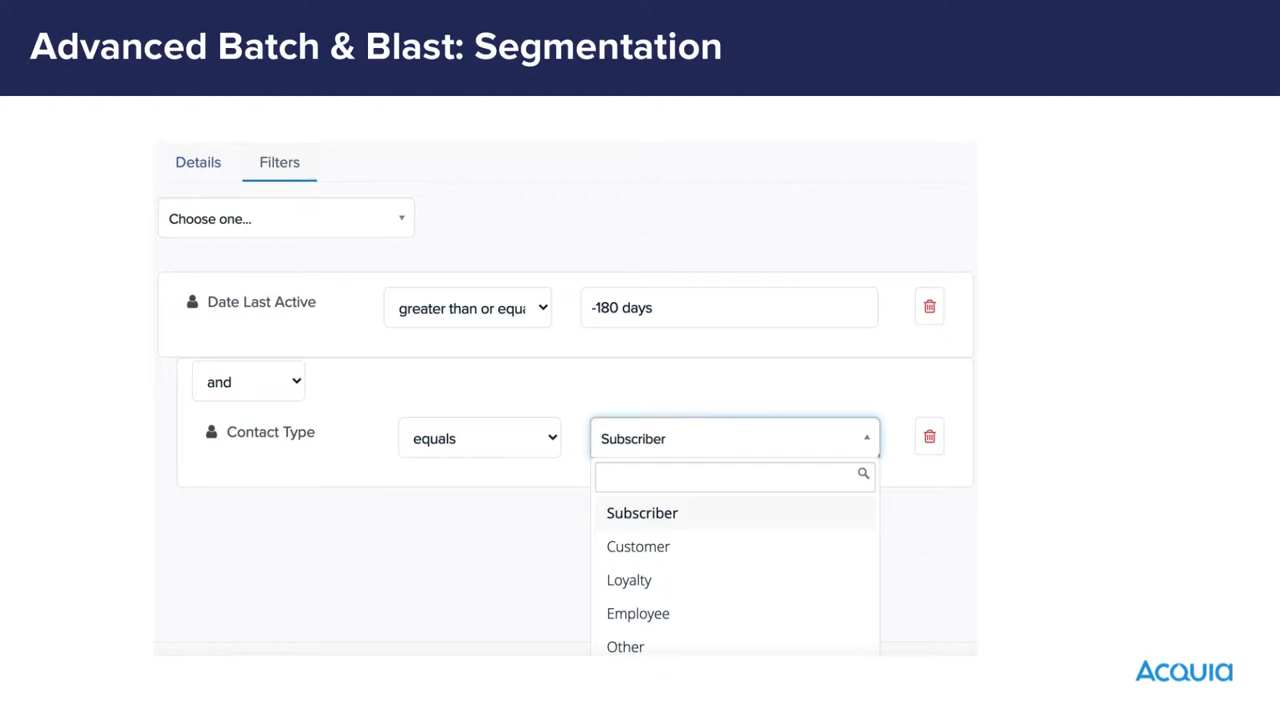 Advanced Batch & Blast: Segmentation
Details Filters
Choose one...
Date Last Active greater than or equa -180 days
and
Contact Type equals Subscriber
Subscriber
Customer
Loyalty
Employee
Other
Acquia